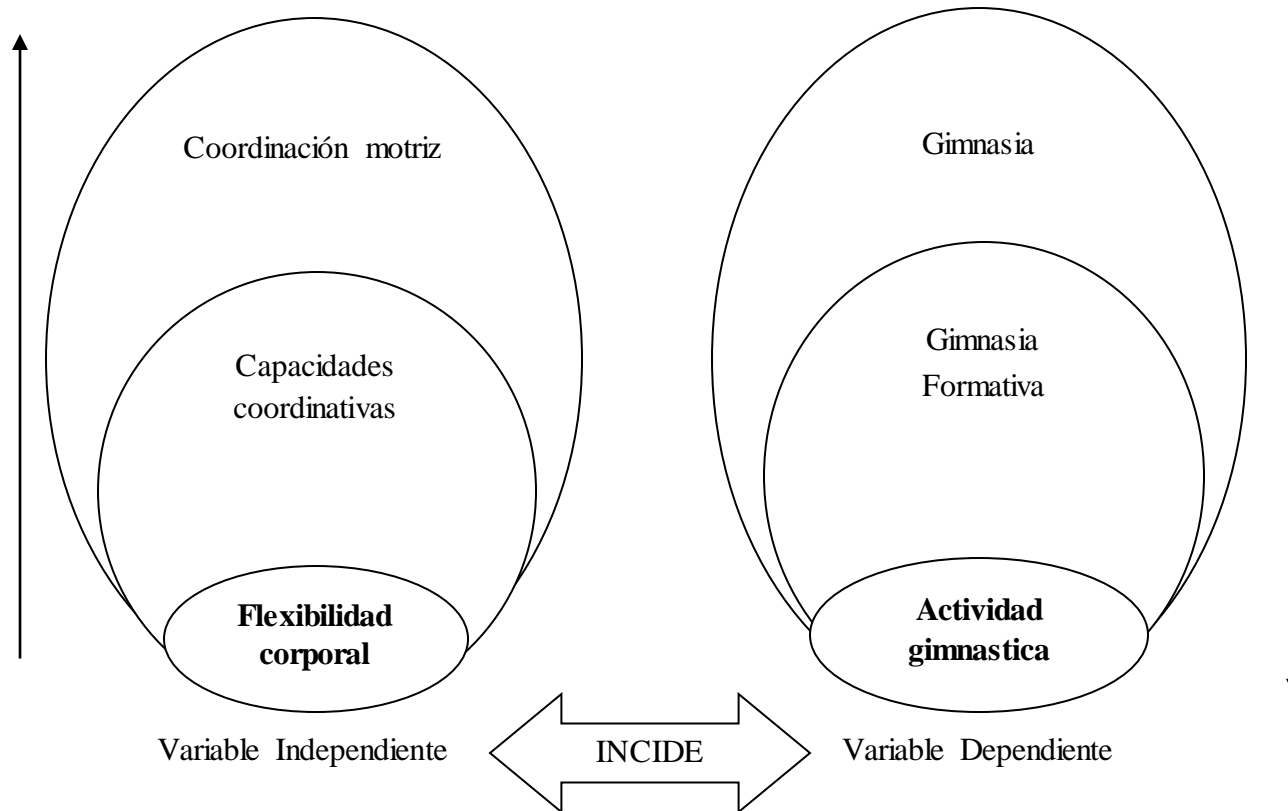 Coordinación motriz
Capacidades
coordinativas
Flexibilidad
corporal
Variable Independiente
INCIDE
Gimnasia
Gimnasia
Formativa
Actividad
gimnastica
Variable Dependiente